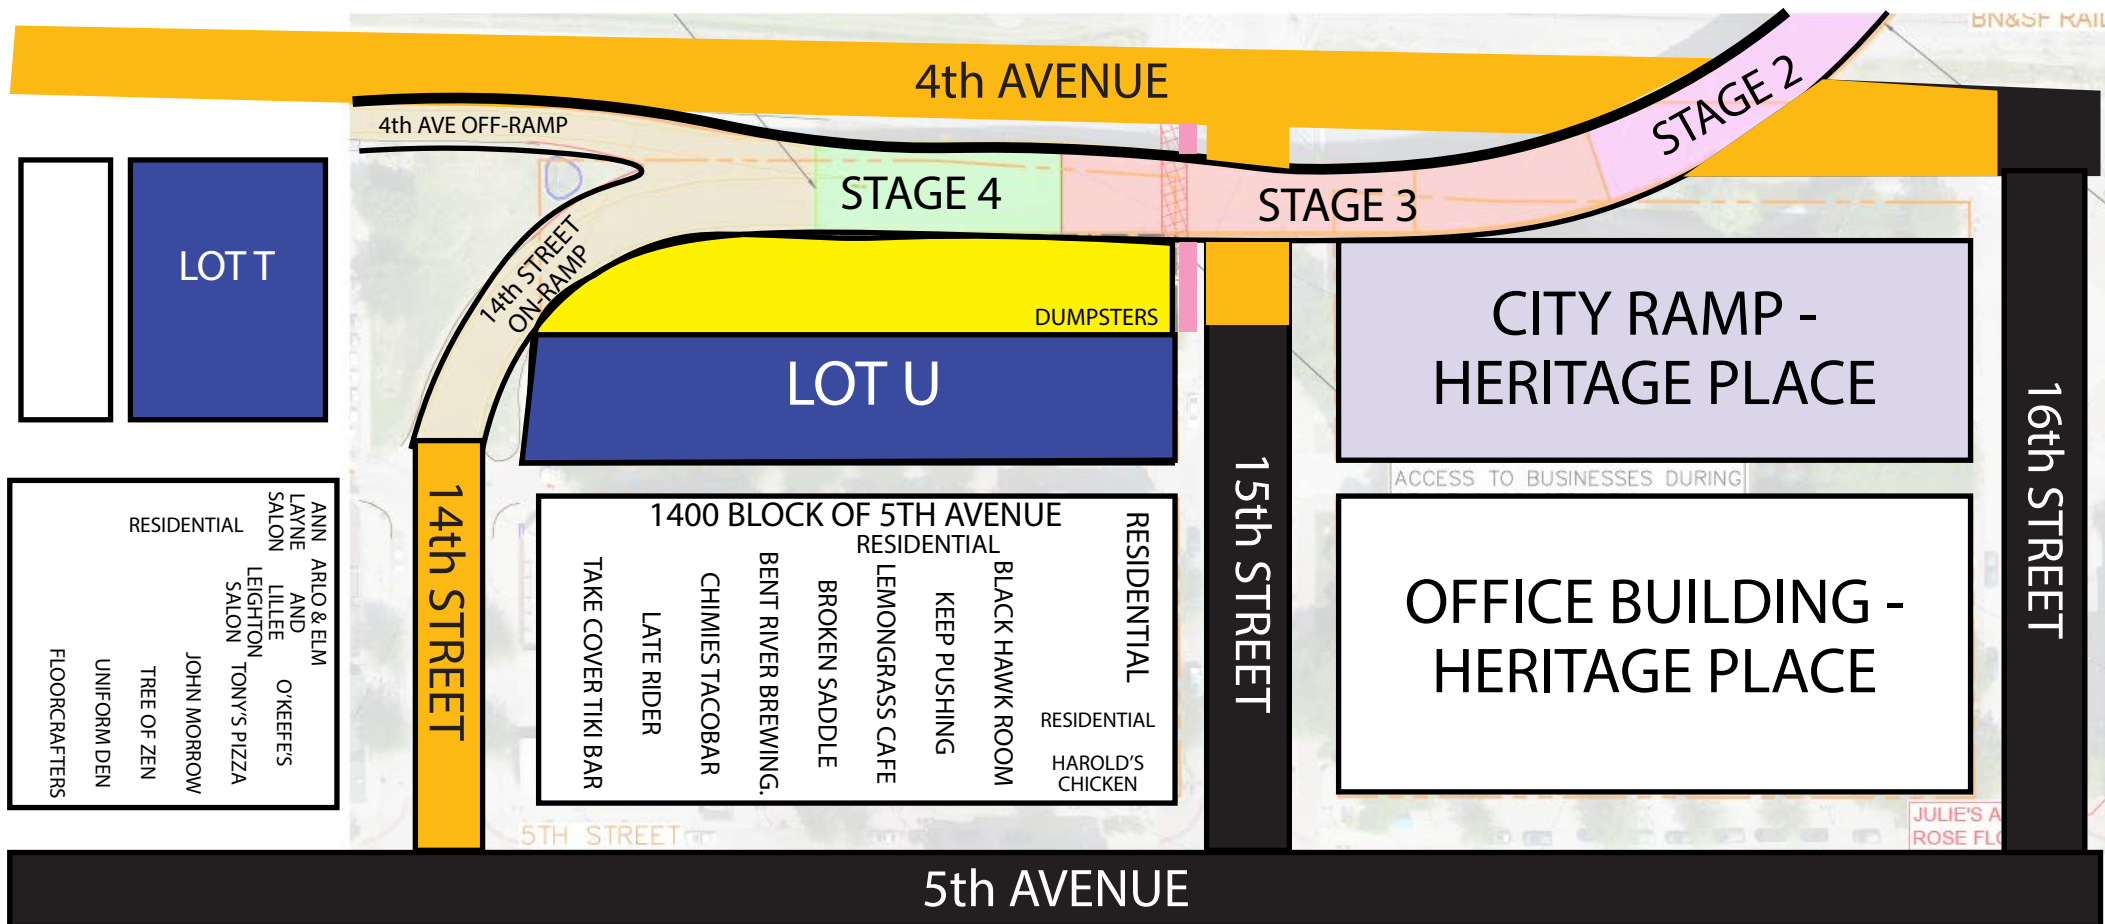 BN&SF RAIL
4th AVENUE
4th AVE OFF-RAMP
STAGE 2
STAGE 4
STAGE 3
LOT T
14th STREET
ON-RAMP
DUMPSTERS
LOT U
CITY RAMP -
HERITAGE PLACE
16th STREET
15th STREET
14th STREET
ACCESS TO BUSINESSES DURING
1400 BLOCK OF 5TH AVENUE
RESIDENTIAL
RESIDENTIAL
TAKE COVER TIKI BAR
LATE RIDER
CHIMIES TACOBAR
BENT RIVER BREWING.
BROKEN SADDLE
LEMONGRASS CAFE
KEEP PUSHING
BLACK HAWK ROOM
RESIDENTIAL
HAROLD'S
CHICKEN
OFFICE BUILDING -
HERITAGE PLACE
RESIDENTIAL
ANN
LAYNE
SALON
ARLO & ELM
AND
LILLEE
LEIGHTON
SALON
O'KEEFE'S
TONY'S PIZZA
JOHN MORROW
TREE OF ZEN
UNIFORM DEN
FLOORCRAFTERS
5TH STREET
JULIE'S A
ROSE FLO
5th AVENUE